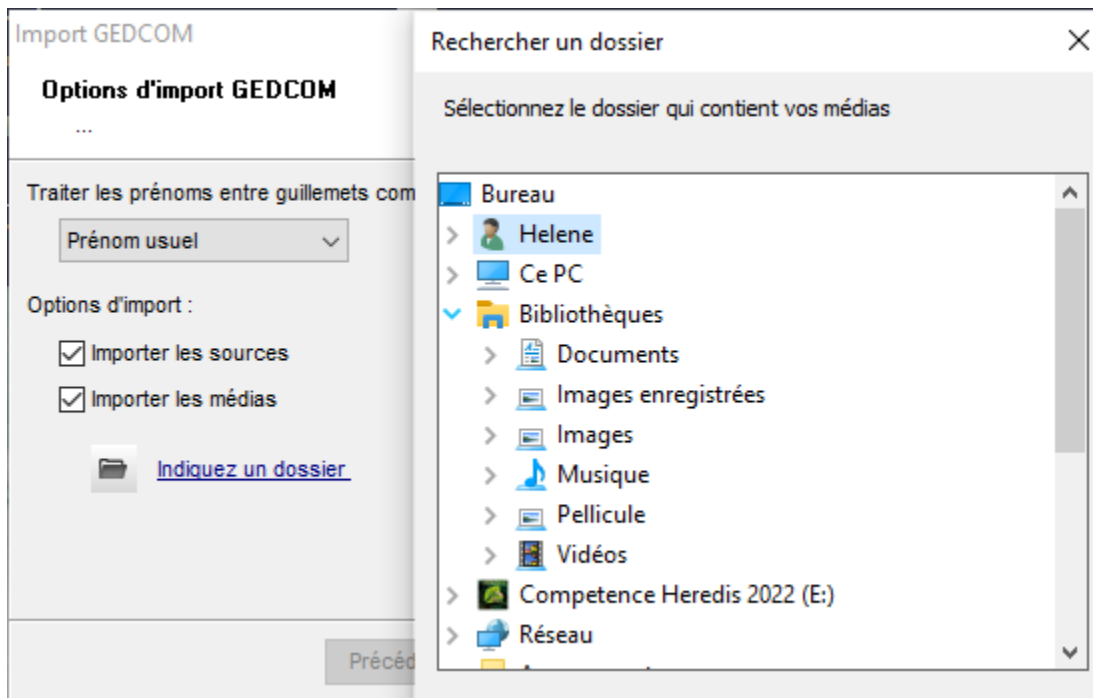 Import GEDCOM
Options d'import GEDCOM
...
Traiter les prénoms entre guillemets com
Prénom usuel
Options d'import :
Importer les sources
Importer les médias
Indiquez un dossier
Précéd
Rechercher un dossier
Sélectionnez le dossier qui contient vos médias
Bureau
Helene
Ce PC
Bibliothèques
Documents
Images enregistrées
Images
Musique
Pellicule
Vidéos
Competence Heredis 2022 (E:)
Réseau